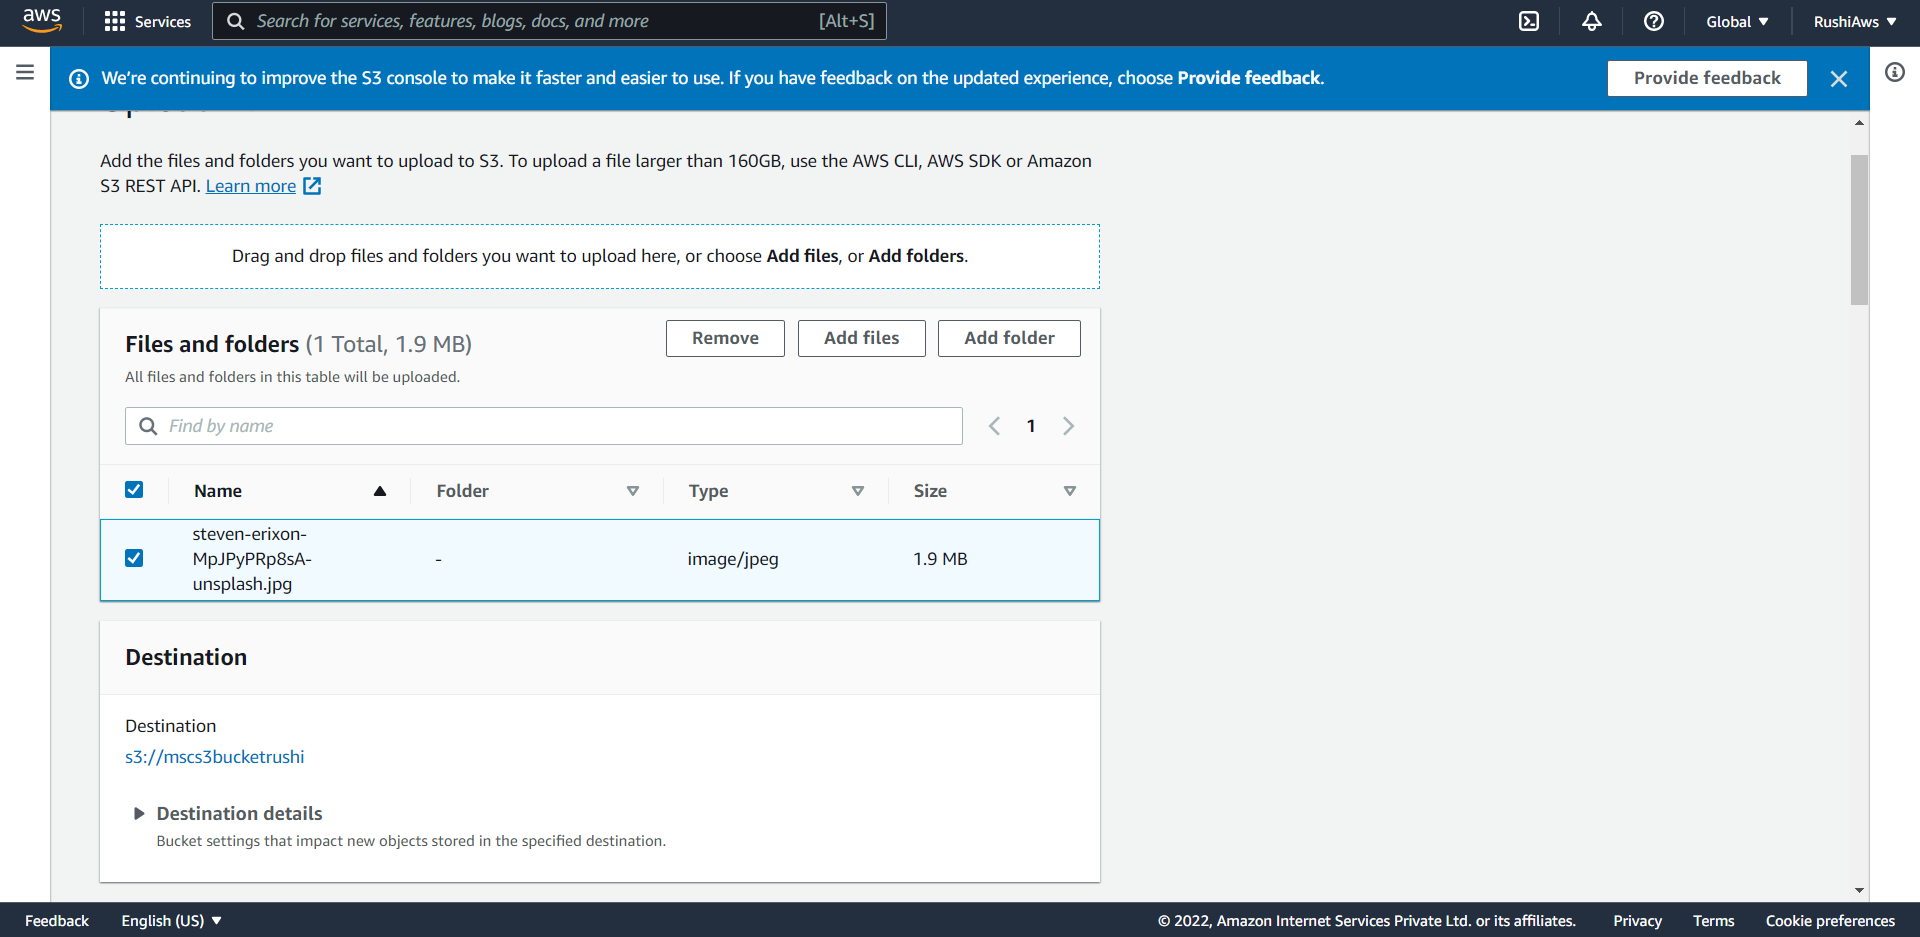 aws
Services
Search for services, features, blogs, docs, and more [Alt+S]
Global
RushiAws
We're continuing to improve the S3 console to make it faster and easier to use. If you have feedback on the updated experience, choose Provide feedback.
Provide feedback
Add the files and folders you want to upload to S3. To upload a file larger than 160GB, use the AWS CLI, AWS SDK or Amazon
S3 REST API. Learn more
Drag and drop files and folders you want to upload here, or choose Add files, or Add folders.
Files and folders (1 Total, 1.9 MB)
Remove
Add files
Add folder
All files and folders in this table will be uploaded.
Find by name
1
Name Folder Type Size
steven-erixon-
MpJPyPRp8sA- - image/jpeg 1.9 MB
unsplash.jpg
Destination
Destination
s3://mscs3bucketrushi
Destination details
Bucket settings that impact new objects stored in the specified destination.
Feedback English (US) © 2022, Amazon Internet Services Private Ltd. or its affiliates. Privacy Terms Cookie preferences